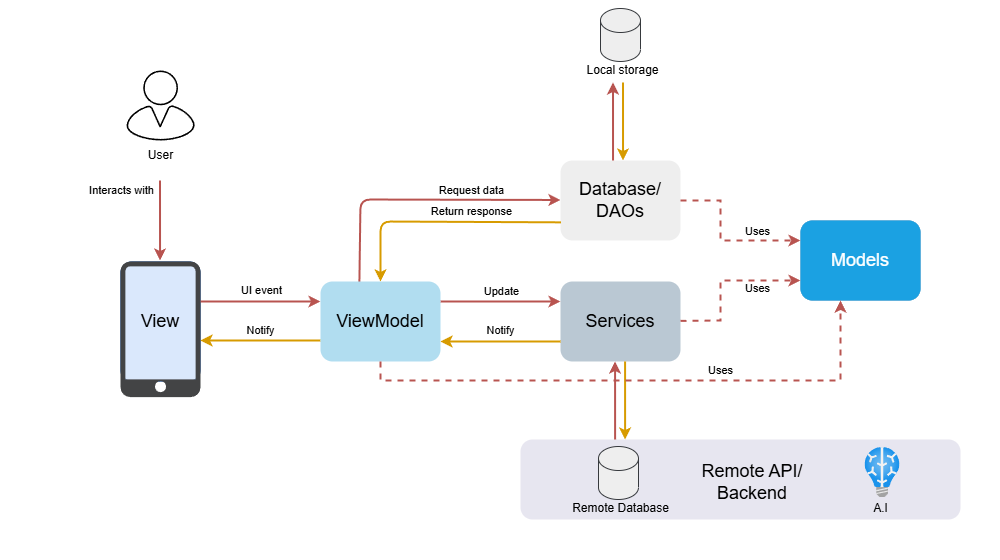 Local storage
User
Interacts with
Request data
Return response
Database/
DAOs
Uses
Models
View
UI event
Notify
ViewModel
Update
Notify
Services
Uses
Uses
Remote Database
Remote API/
Backend
A.I